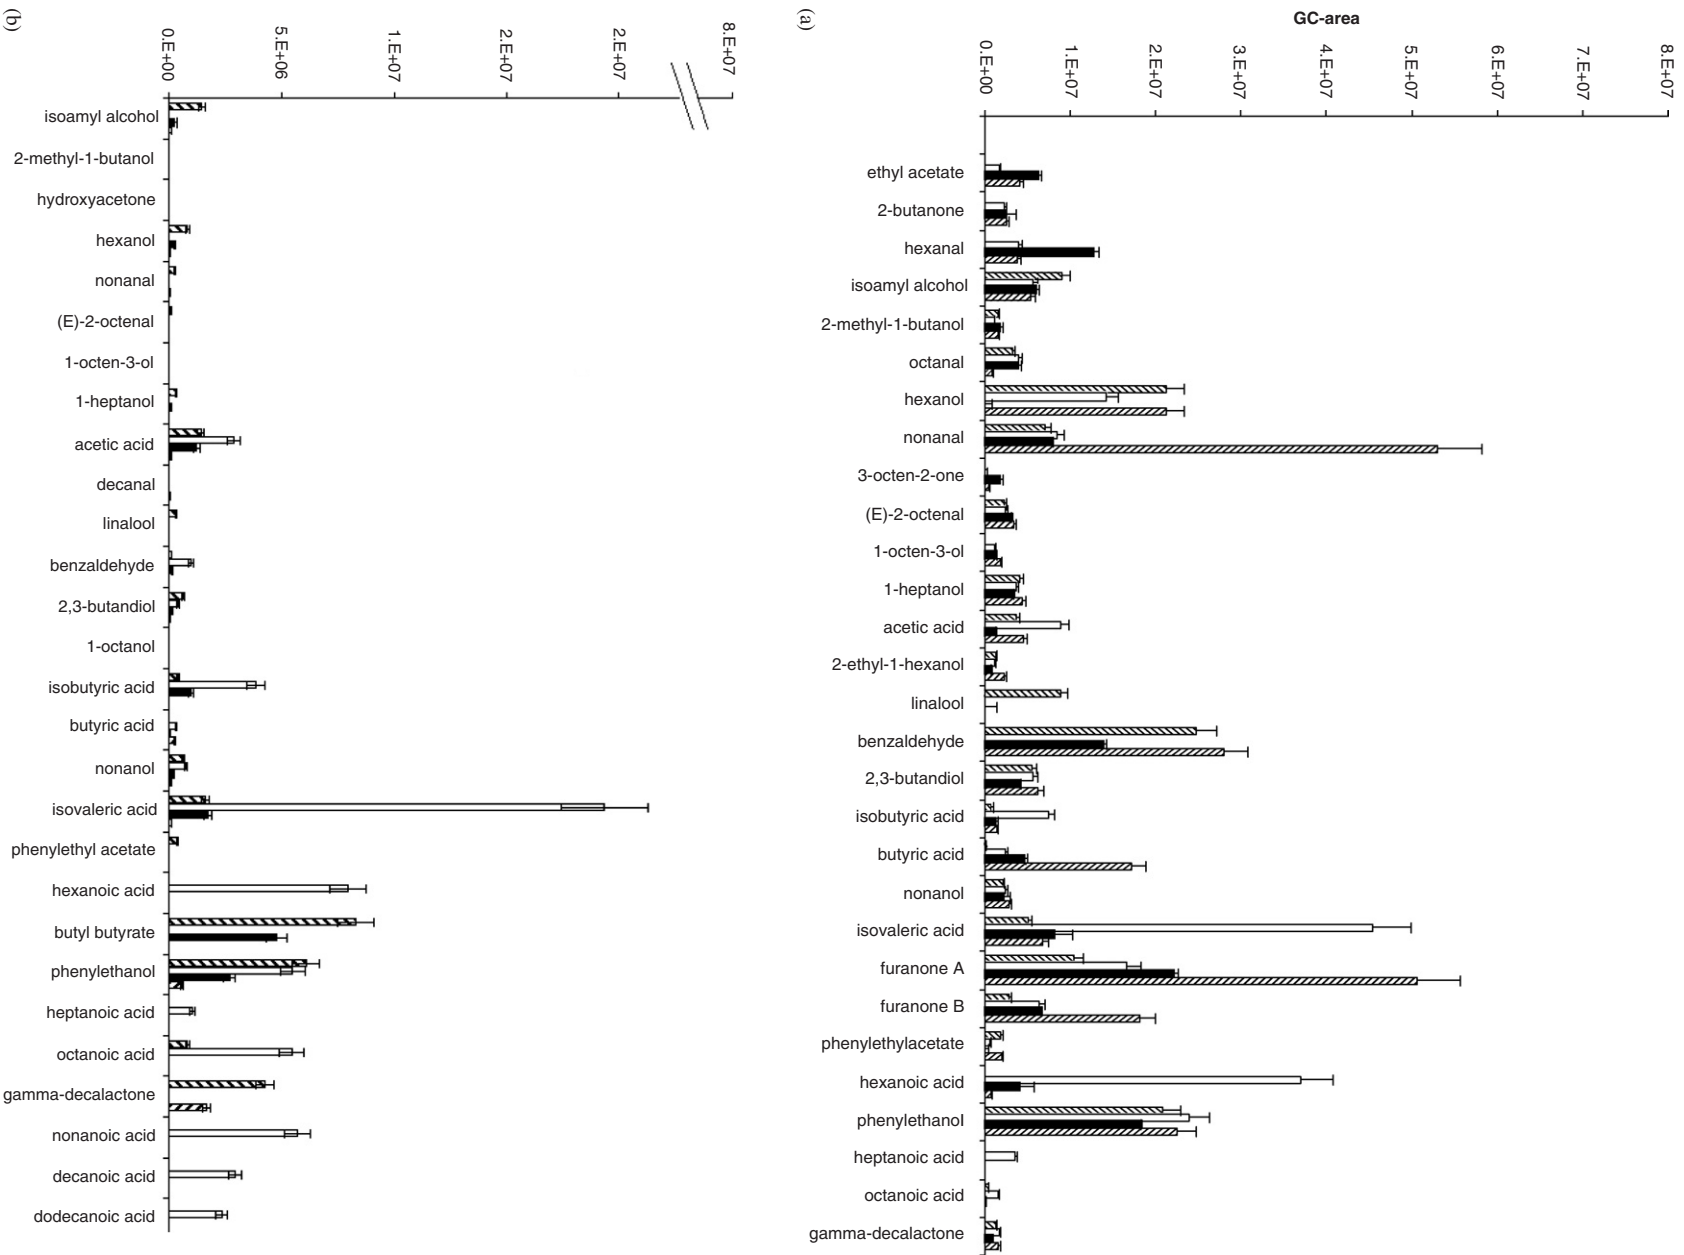 (a)
GC-area
0.E+00
1.E+07
2.E+07
3.E+07
4.E+07
5.E+07
6.E+07
7.E+07
8.E+07
ethyl acetate
2-butanone
hexanal
isoamyl alcohol
2-methyl-1-butanol
octanal
hexanol
nonanal
3-octen-2-one
(E)-2-octenal
1-octen-3-ol
1-heptanol
acetic acid
2-ethyl-1-hexanol
linalool
benzaldehyde
2,3-butandiol
isobutyric acid
butyric acid
nonanol
isovaleric acid
furanone A
furanone B
phenylethylacetate
hexanoic acid
phenylethanol
heptanoic acid
octanoic acid
gamma-decalactone
(b)
0.E+00
5.E+06
1.E+07
2.E+07
2.E+07
8.E+07
isoamyl alcohol
2-methyl-1-butanol
hydroxyacetone
hexanol
nonanal
(E)-2-octenal
1-octen-3-ol
1-heptanol
acetic acid
decanal
linalool
benzaldehyde
2,3-butandiol
1-octanol
isobutyric acid
butyric acid
nonanol
isovaleric acid
phenylethyl acetate
hexanoic acid
butyl butyrate
phenylethanol
heptanoic acid
octanoic acid
gamma-decalactone
nonanoic acid
decanoic acid
dodecanoic acid